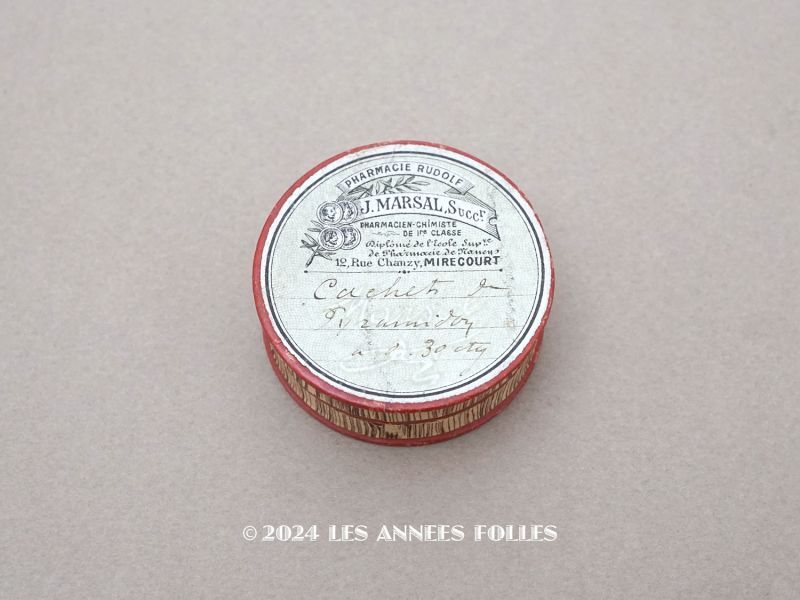 PHARMACIE RUDOLF
J. MARSAL, Succr.
PHARMACIEN-CHIMISTE
DE 1re CLASSE
Diplômé de l'Ecole Supre
de Pharmacie de Nancy
12, Rue Chanzy, MIRECOURT
Cachets de
Pyramidon
à 0. 30 ctg
© 2024 LES ANNEES FOLLES